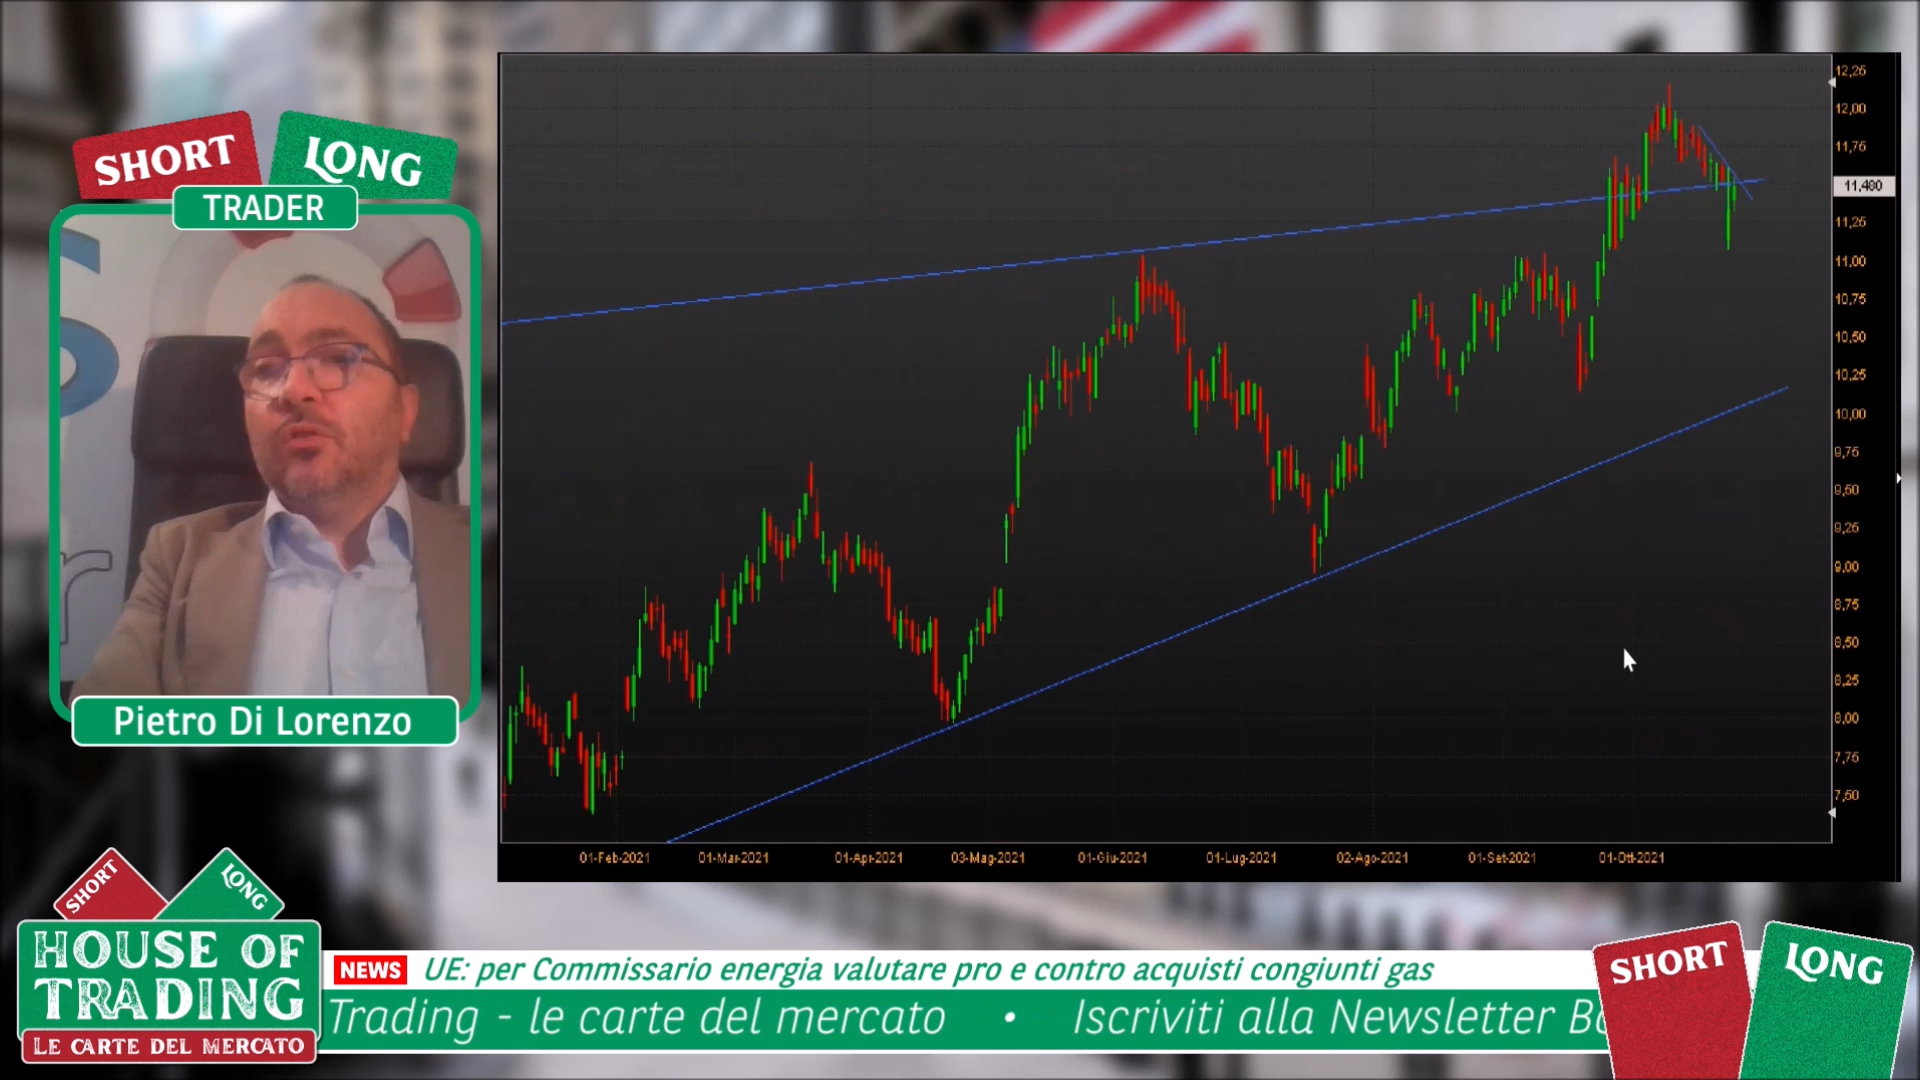 SHORT
LONG
TRADER
Pietro Di Lorenzo
12,25
12,00
11,75
11,480
11,25
11,00
10,75
10,50
10,25
10,00
9,75
9,50
9,25
9,00
8,75
8,50
8,25
8,00
7,75
7,50
01-Feb-2021
01-Mar-2021
01-Apr-2021
03-Mag-2021
01-Giu-2021
01-Lug-2021
02-Ago-2021
01-Set-2021
01-Ott-2021
SHORT
LONG
HOUSE OF
TRADING
LE CARTE DEL MERCATO
NEWS UE: per Commissario energia valutare pro e contro acquisti congiunti gas
Trading - le carte del mercato • Iscriviti alla Newsletter
SHORT
LONG